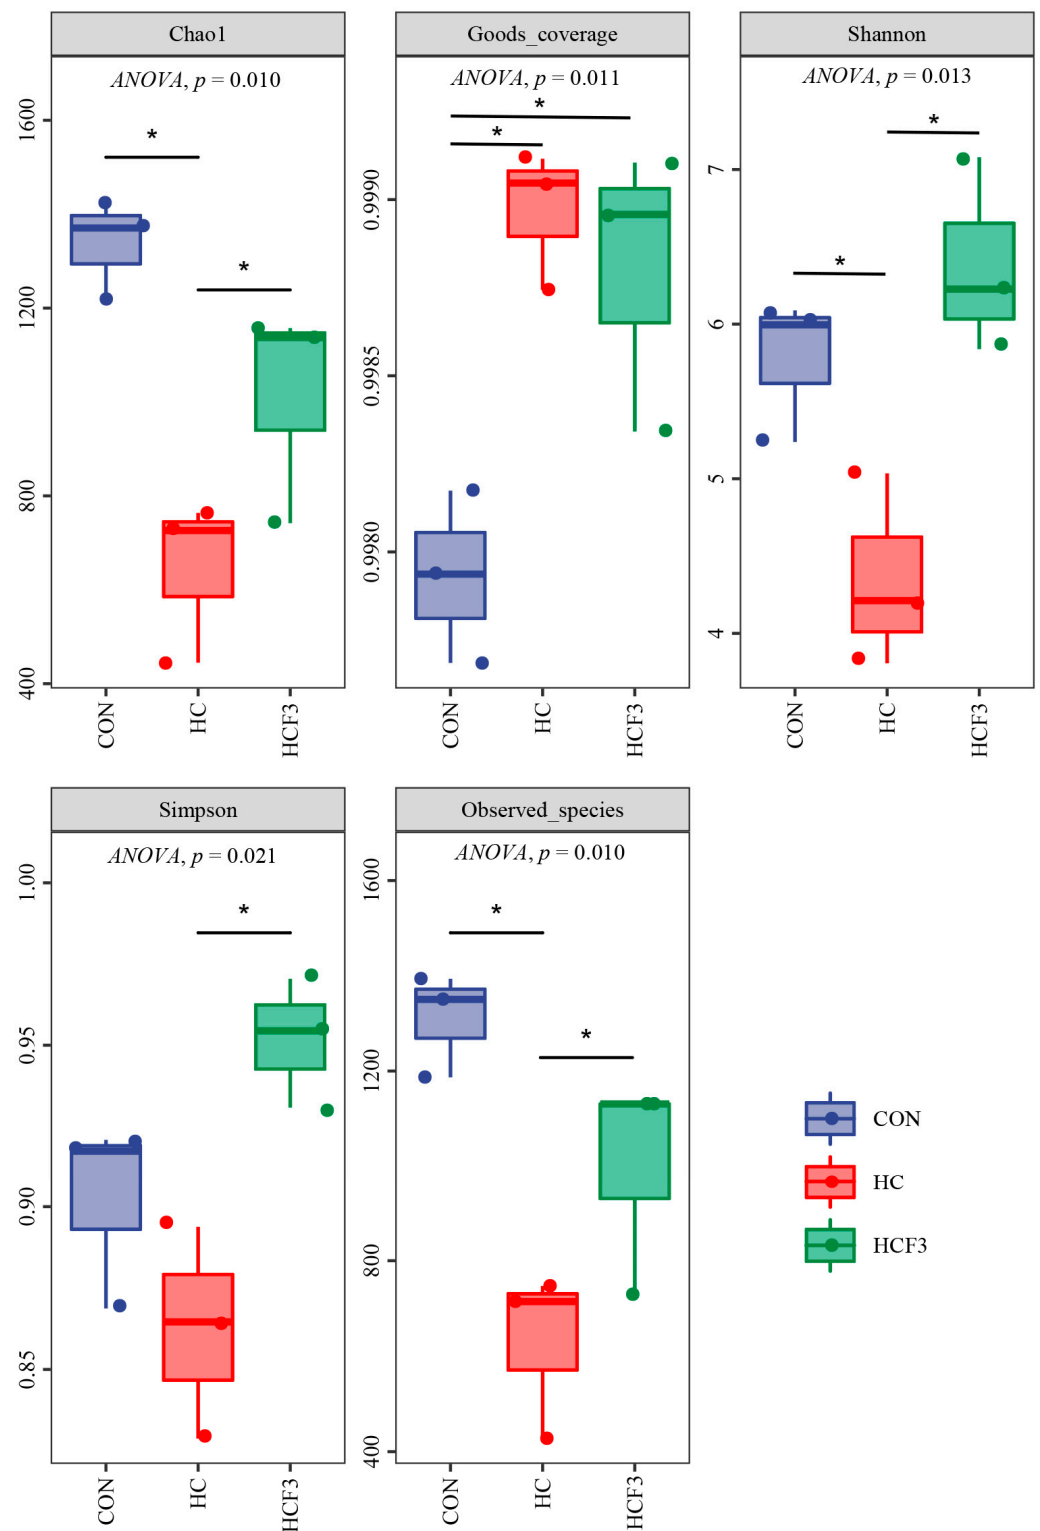 Chao1
ANOVA, p = 0.010
*
*
1600
1200
800
400
CON
HC
HCF3
Goods_coverage
ANOVA, p = 0.011
*
*
0.9990
0.9985
0.9980
CON
HC
HCF3
Shannon
ANOVA, p = 0.013
*
*
7
6
5
4
CON
HC
HCF3
Simpson
ANOVA, p = 0.021
*
1.00
0.95
0.90
0.85
CON
HC
HCF3
Observed_species
ANOVA, p = 0.010
*
*
1600
1200
800
400
CON
HC
HCF3
CON
HC
HCF3